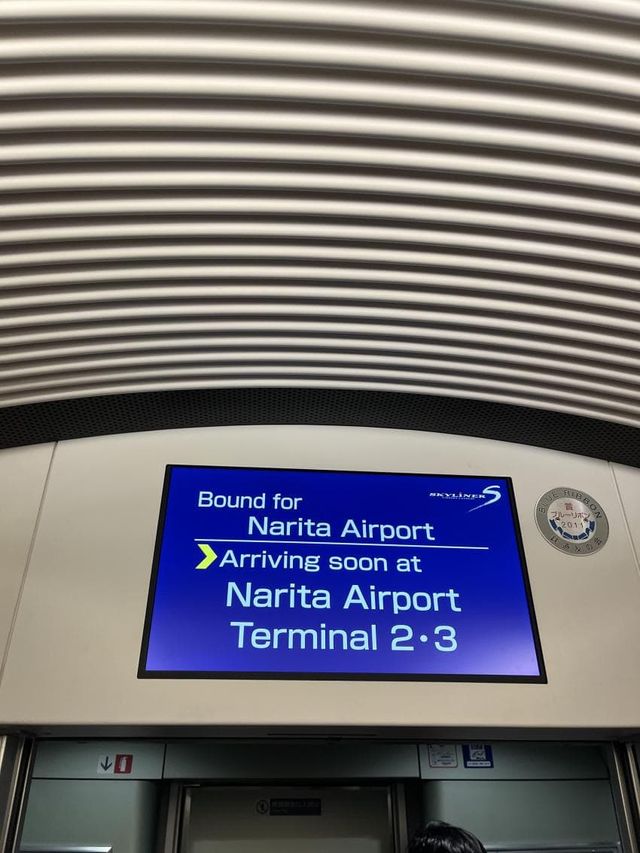 SKYLINER
Bound for
Narita Airport
Arriving soon at
Narita Airport
Terminal 2・3
BLUE RIBBON
賞
ブルーリボン
2011